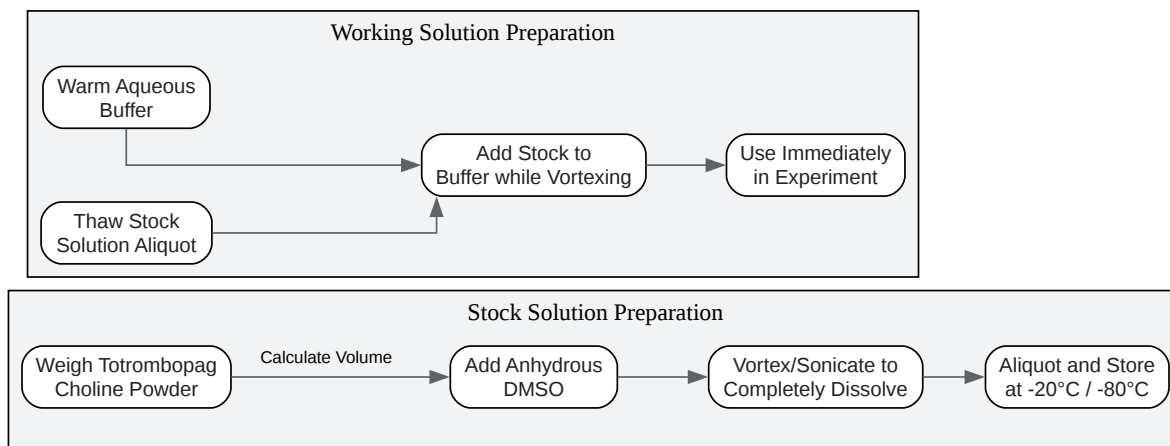 Working Solution Preparation
Warm Aqueous
Buffer
Add Stock to
Buffer while Vortexing
Use Immediately
in Experiment
Thaw Stock
Solution Aliquot
Stock Solution Preparation
Weigh Totrombopag
Choline Powder
Calculate Volume
Add Anhydrous
DMSO
Vortex/Sonicate to
Completely Dissolve
Aliquot and Store
at -20°C / -80°C